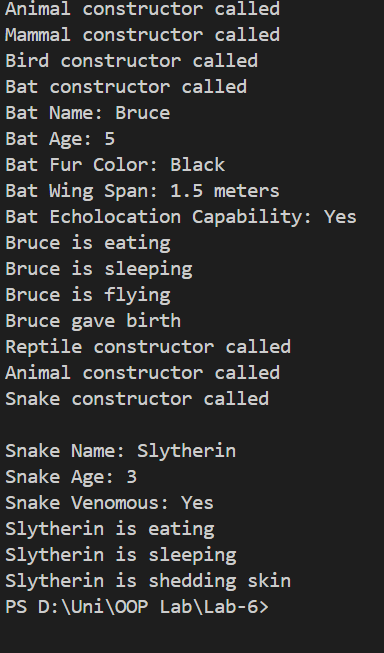 Animal constructor called
Mammal constructor called
Bird constructor called
Bat constructor called
Bat Name: Bruce
Bat Age: 5
Bat Fur Color: Black
Bat Wing Span: 1.5 meters
Bat Echolocation Capability: Yes
Bruce is eating
Bruce is sleeping
Bruce is flying
Bruce gave birth
Reptile constructor called
Animal constructor called
Snake constructor called

Snake Name: Slytherin
Snake Age: 3
Snake Venomous: Yes
Slytherin is eating
Slytherin is sleeping
Slytherin is shedding skin
PS D:\Uni\OOP Lab\Lab-6>